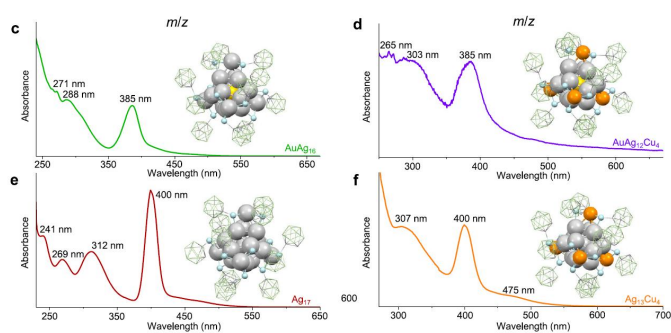 m/z
m/z
c
271 nm
288 nm
385 nm
Absorbance
AuAg16
250 350 450 550 650
Wavelength (nm)
d
265 nm
303 nm
385 nm
Absorbance
AuAg12Cu4
300 400 500 600
Wavelength (nm)
e
241 nm
269 nm
312 nm
400 nm
Absorbance
Ag17
250 350 450 550 650
Wavelength (nm)
600
f
307 nm
400 nm
475 nm
Absorbance
Ag13Cu4
300 400 500 600 700
Wavelength (nm)